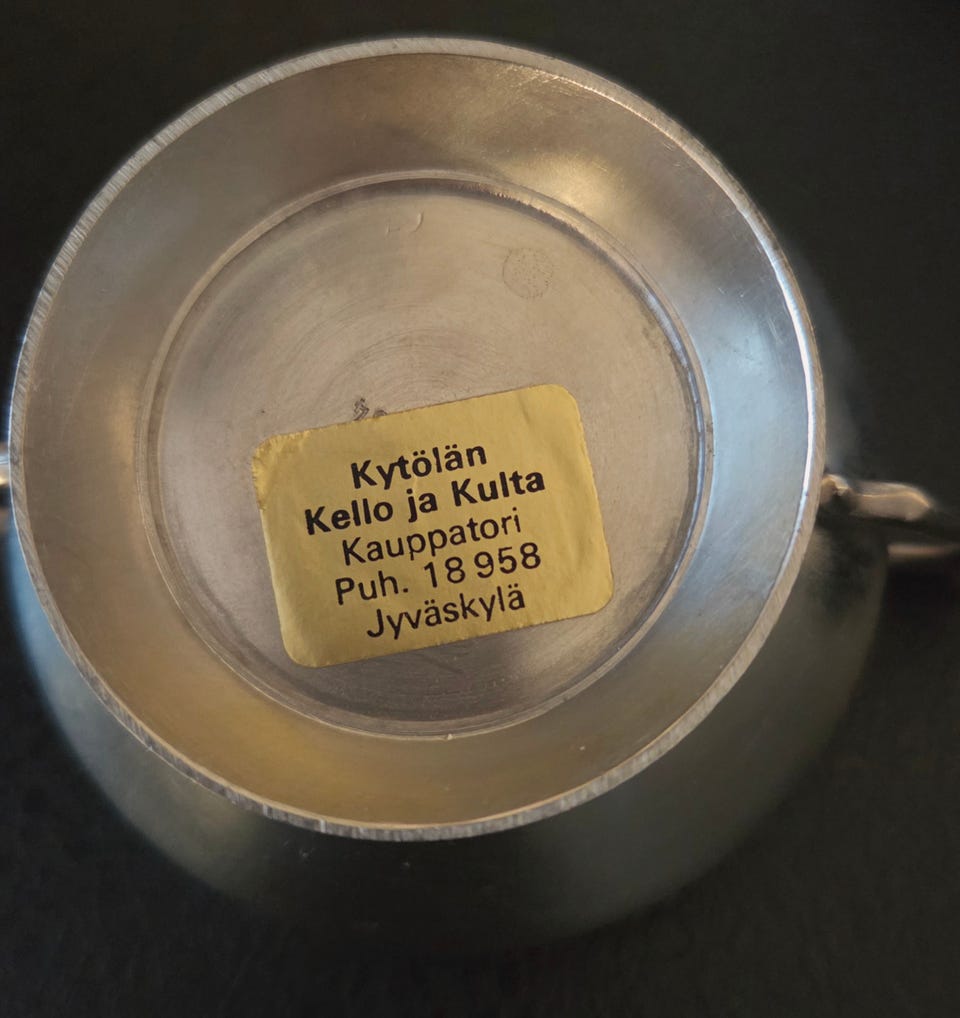 Kytölän
Kello ja Kulta
Kauppatori
Puh. 18 958
Jyväskylä